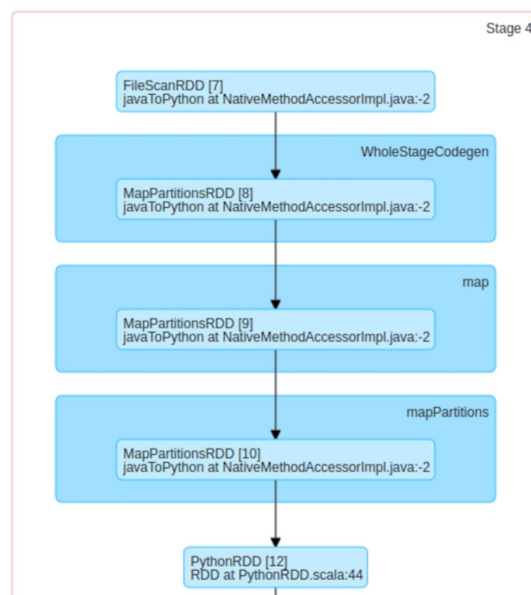 Stage 4
FileScanRDD [7]
javaToPython at NativeMethodAccessorImpl.java:-2
WholeStageCodegen
MapPartitionsRDD [8]
javaToPython at NativeMethodAccessorImpl.java:-2
map
MapPartitionsRDD [9]
javaToPython at NativeMethodAccessorImpl.java:-2
mapPartitions
MapPartitionsRDD [10]
javaToPython at NativeMethodAccessorImpl.java:-2
PythonRDD [12]
RDD at PythonRDD.scala:44